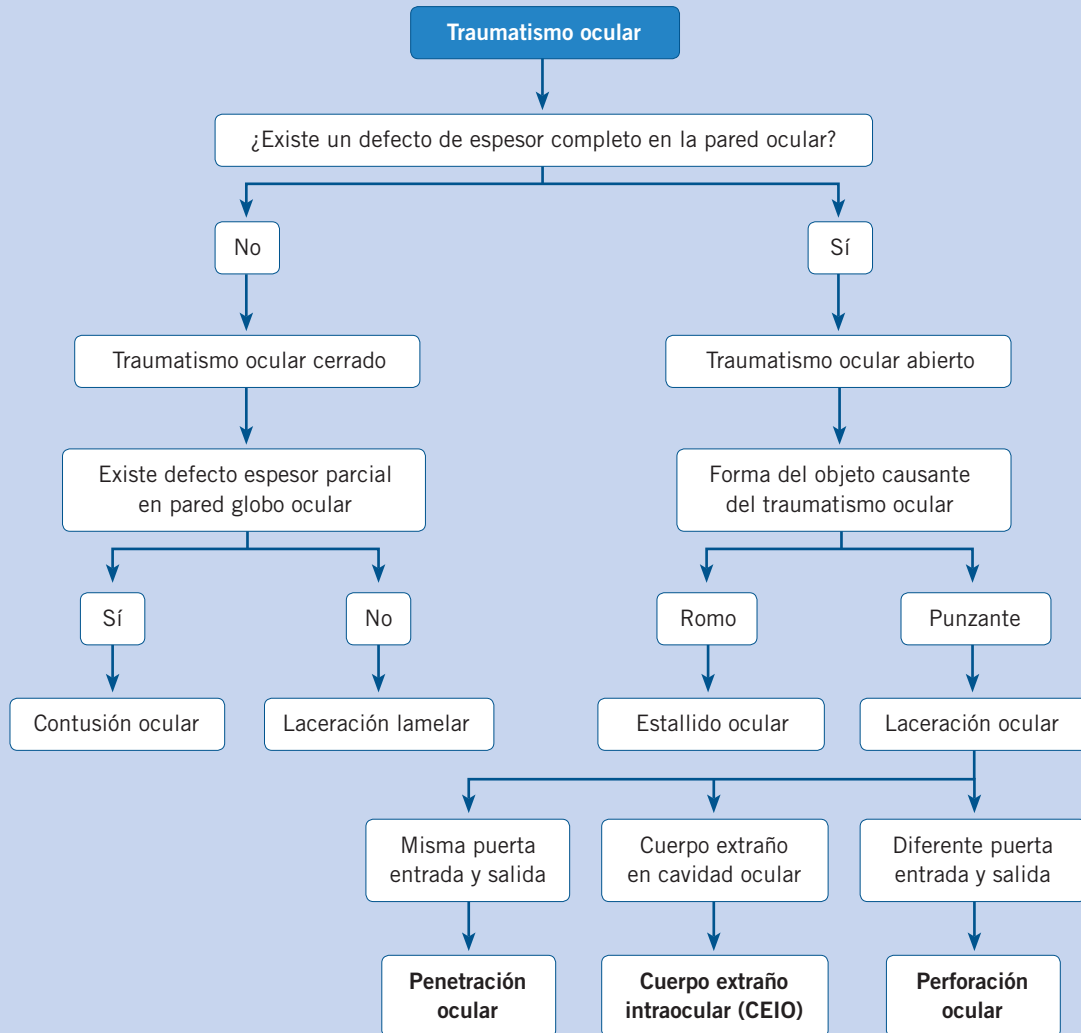 Traumatismo ocular
¿Existe un defecto de espesor completo en la pared ocular?
No
Sí
Traumatismo ocular cerrado
Traumatismo ocular abierto
Existe defecto espesor parcial
en pared globo ocular
Forma del objeto causante
del traumatismo ocular
Sí
No
Romo
Punzante
Contusión ocular
Laceración lamelar
Estallido ocular
Laceración ocular
Misma puerta
entrada y salida
Cuerpo extraño
en cavidad ocular
Diferente puerta
entrada y salida
Penetración
ocular
Cuerpo extraño
intraocular (CEIO)
Perforación
ocular